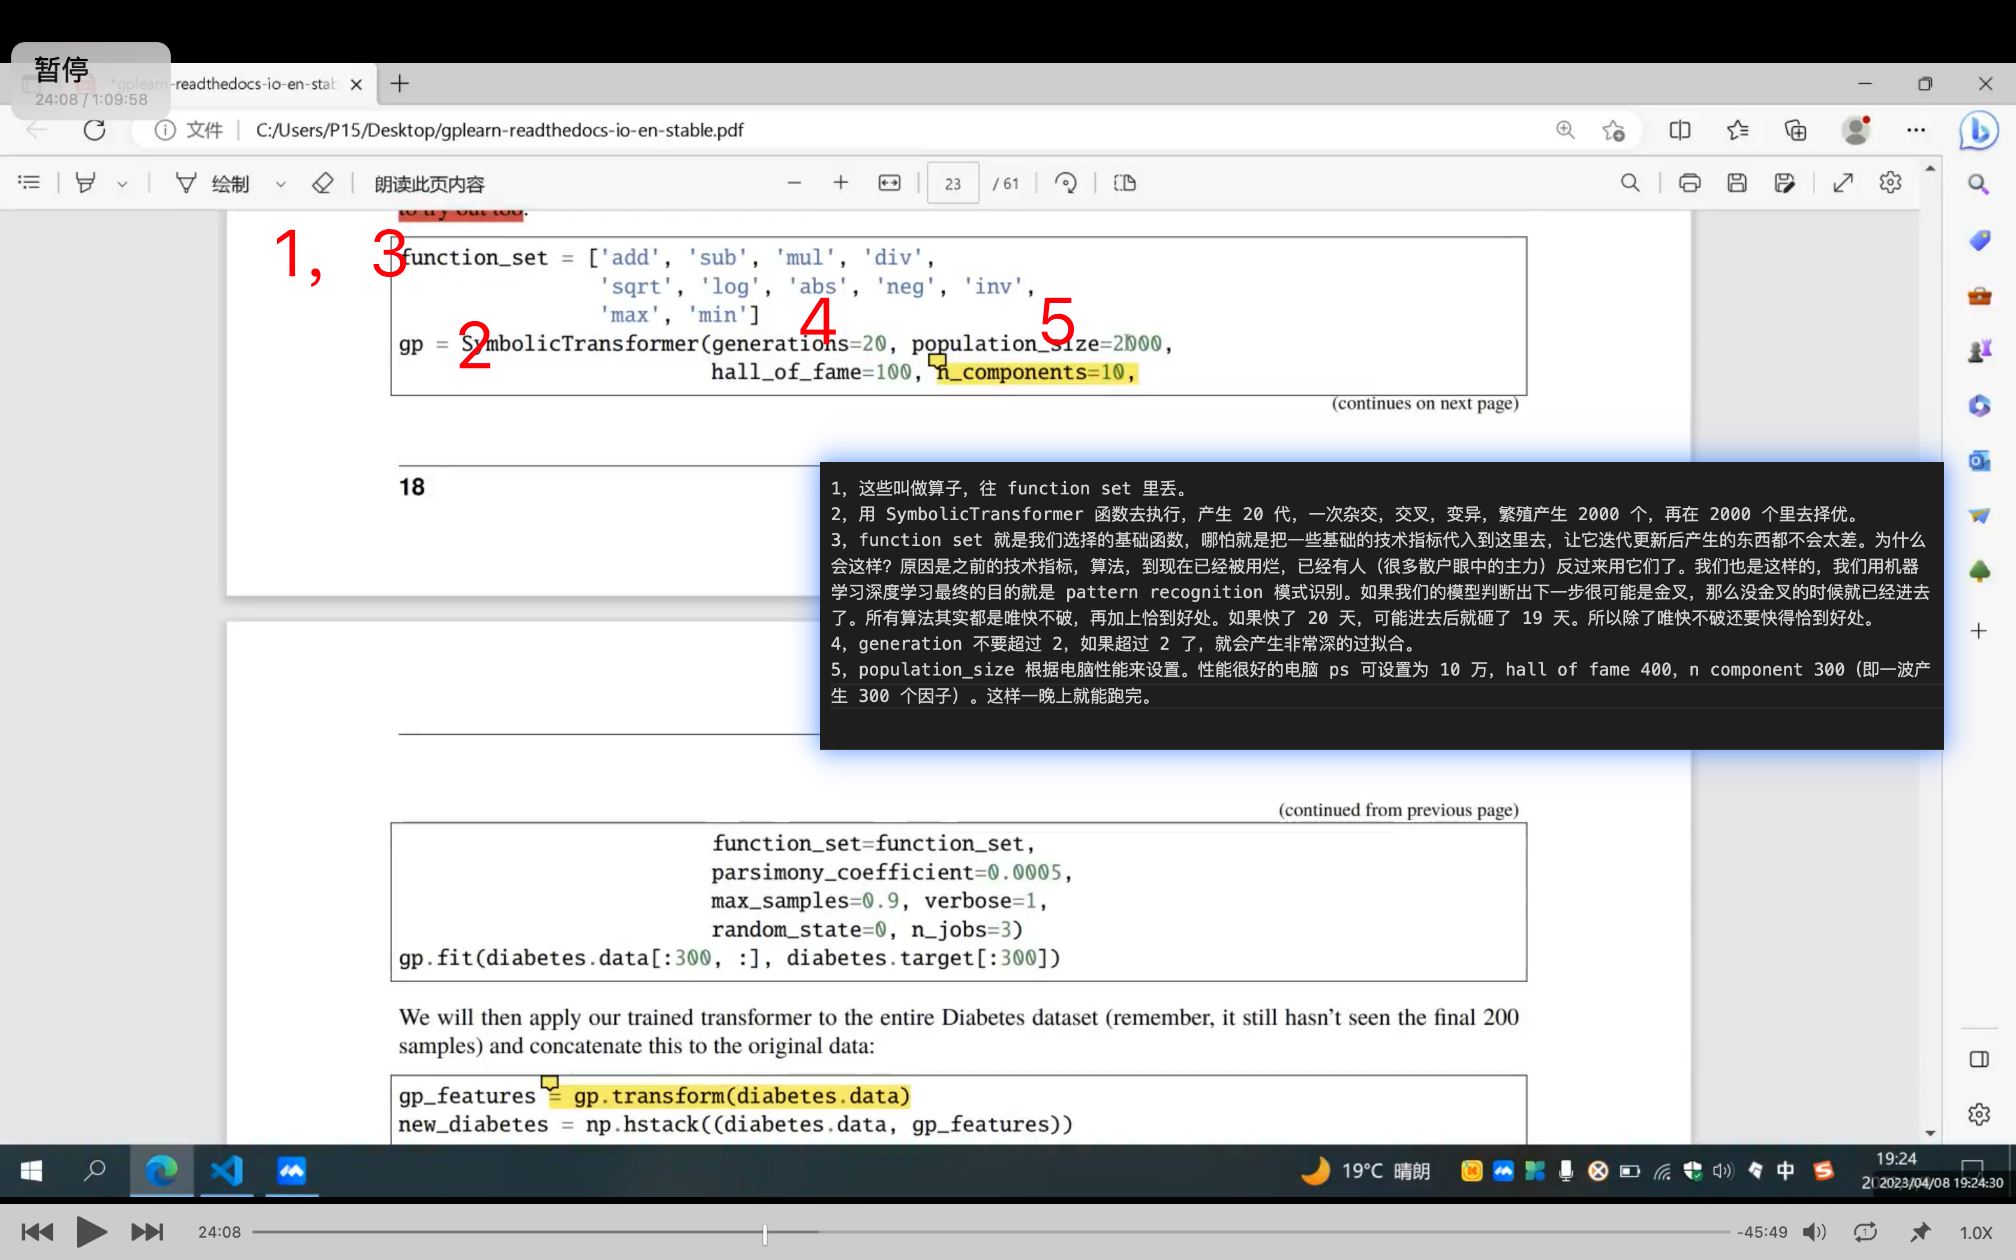 暂停
24:08 / 1:09:58
*gplearn-readthedocs-io-en-stab
文件
C:/Users/P15/Desktop/gplearn-readthedocs-io-en-stable.pdf
绘制
朗读此页内容
23 / 61
to try out too.
1, 3
function_set = ['add', 'sub', 'mul', 'div',
'sqrt', 'log', 'abs', 'neg', 'inv',
'max', 'min']
2 4 5
gp = SymbolicTransformer(generations=20, population_size=2000,
hall_of_fame=100, n_components=10,
(continues on next page)
18
1, 这些叫做算子，往 function set 里丢。
2, 用 SymbolicTransformer 函数去执行，产生 20 代，一次杂交，交叉，变异，繁殖产生 2000 个，再在 2000 个里去择优。
3, function set 就是我们选择的基础函数，哪怕就是把一些基础的技术指标代入到这里去，让它迭代更新后产生的东西都不会太差。为什么
会这样？原因是之前的技术指标，算法，到现在已经被用烂，已经有人（很多散户眼中的主力）反过来用它们了。我们也是这样的，我们用机器
学习深度学习最终的目的就是 pattern recognition 模式识别。如果我们的模型判断出下一步很可能是金叉，那么没金叉的时候就已经进去
了。所有算法其实都是唯快不破，再加上恰到好处。如果快了 20 天，可能进去后就砸了 19 天。所以除了唯快不破还要快得恰到好处。
4, generation 不要超过 2，如果超过 2 了，就会产生非常深的过拟合。
5, population_size 根据电脑性能来设置。性能很好的电脑 ps 可设置为 10 万，hall of fame 400，n component 300（即一波产
生 300 个因子）。这样一晚上就能跑完。
(continued from previous page)
function_set=function_set,
parsimony_coefficient=0.0005,
max_samples=0.9, verbose=1,
random_state=0, n_jobs=3)
gp.fit(diabetes.data[:300, :], diabetes.target[:300])
We will then apply our trained transformer to the entire Diabetes dataset (remember, it still hasn't seen the final 200
samples) and concatenate this to the original data:
gp_features = gp.transform(diabetes.data)
new_diabetes = np.hstack((diabetes.data, gp_features))
19°C 晴朗
中
19:24
2023/04/08 19:24:30
24:08
-45:49
1.0X